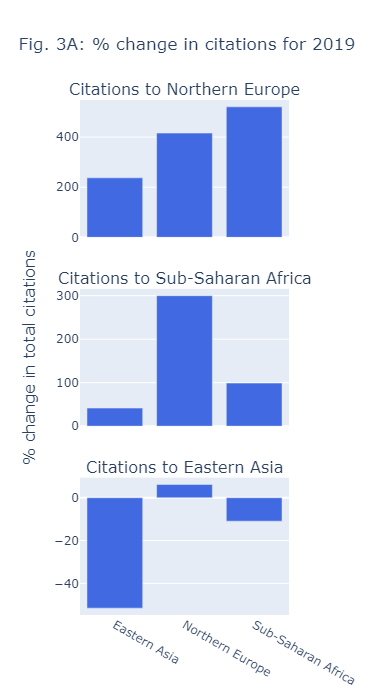 Fig. 3A: % change in citations for 2019
Citations to Northern Europe
400
200
0
Citations to Sub-Saharan Africa
300
200
100
0
% change in total citations
Citations to Eastern Asia
0
−20
−40
Eastern Asia
Northern Europe
Sub-Saharan Africa